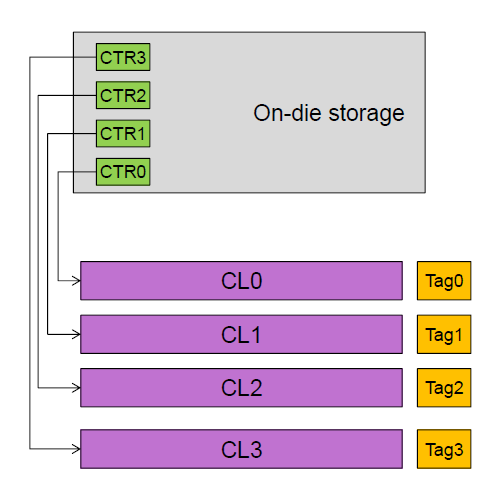 CTR3
CTR2
On-die storage
CTR1
CTR0
CL0 Tag0
CL1 Tag1
CL2 Tag2
CL3 Tag3